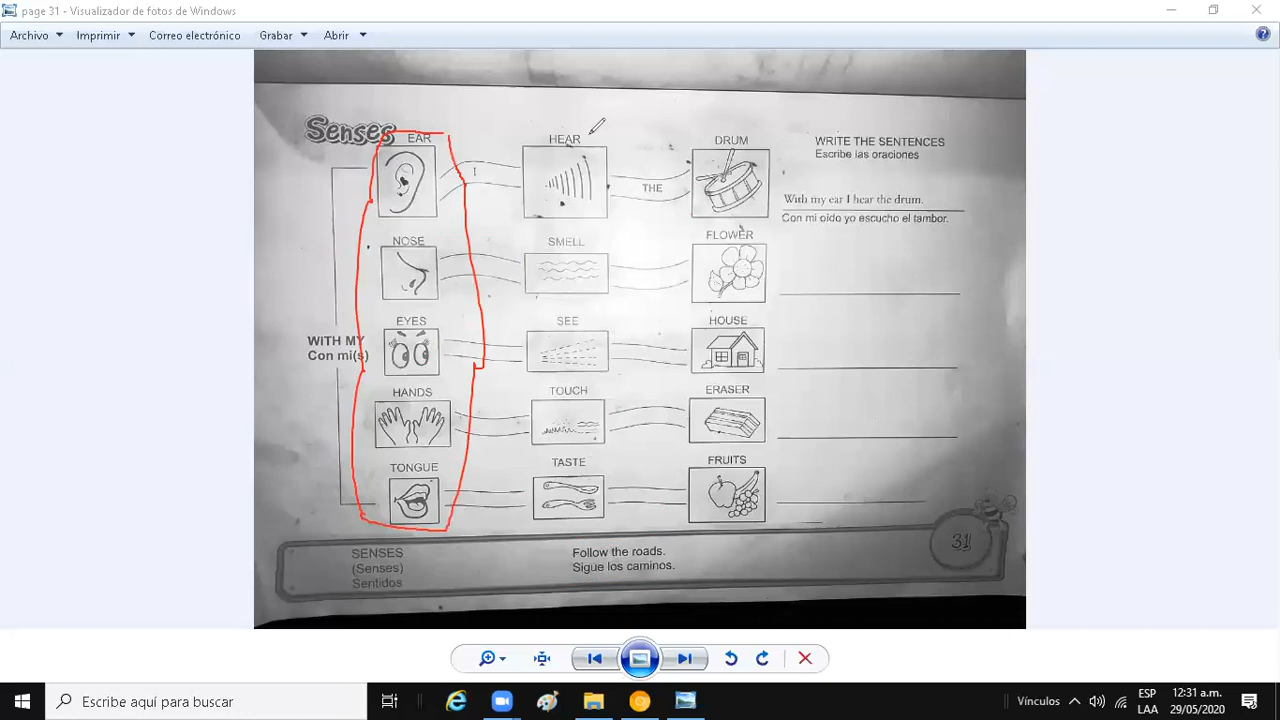 page 31 - Visualizador de fotos de Windows
Archivo Imprimir Correo electrónico Grabar Abrir
Senses
EAR HEAR DRUM WRITE THE SENTENCES
Escribe las oraciones
I THE
With my ear I hear the drum.
Con mi oído yo escucho el tambor.
NOSE SMELL FLOWER
EYES SEE HOUSE
WITH MY
Con mi(s)
HANDS TOUCH ERASER
TONGUE TASTE FRUITS
SENSES
(Senses)
Sentidos
Follow the roads.
Sigue los caminos.
31
Escribe aquí para buscar
Vínculos
ESP
LAA
12:31 a.m.
29/05/2020